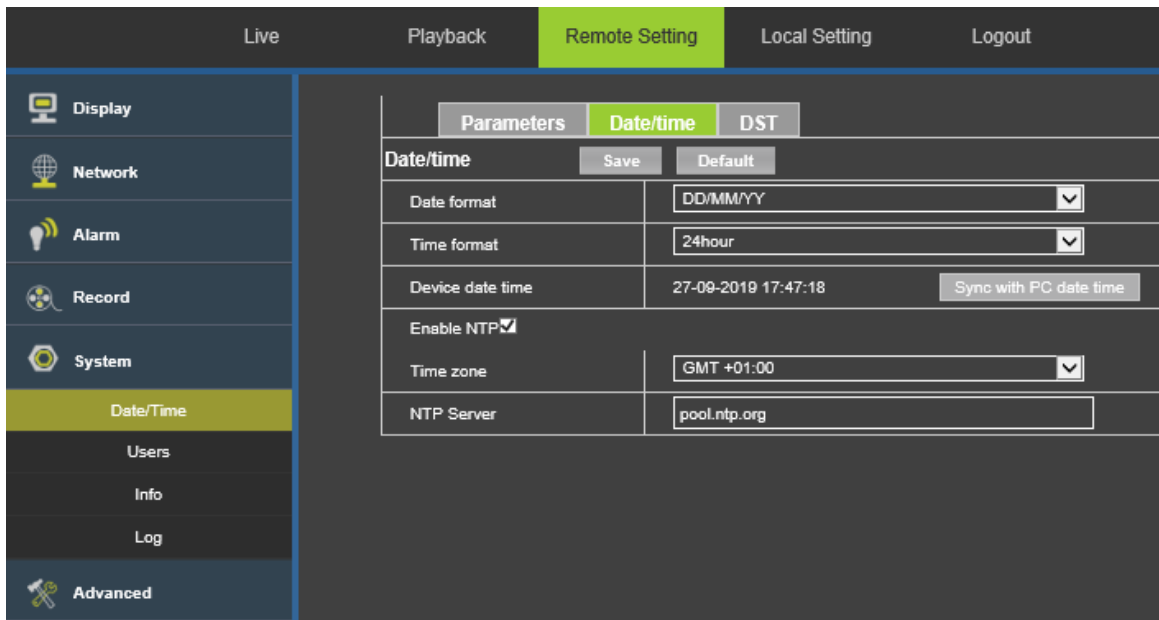 Live Playback Remote Setting Local Setting Logout
Display
Network
Alarm
Record
System
Date/Time
Users
Info
Log
Advanced
Parameters Date/time DST
Date/time Save Default
Date format DD/MM/YY
Time format 24hour
Device date time 27-09-2019 17:47:18 Sync with PC date time
Enable NTP
Time zone GMT +01:00
NTP Server pool.ntp.org